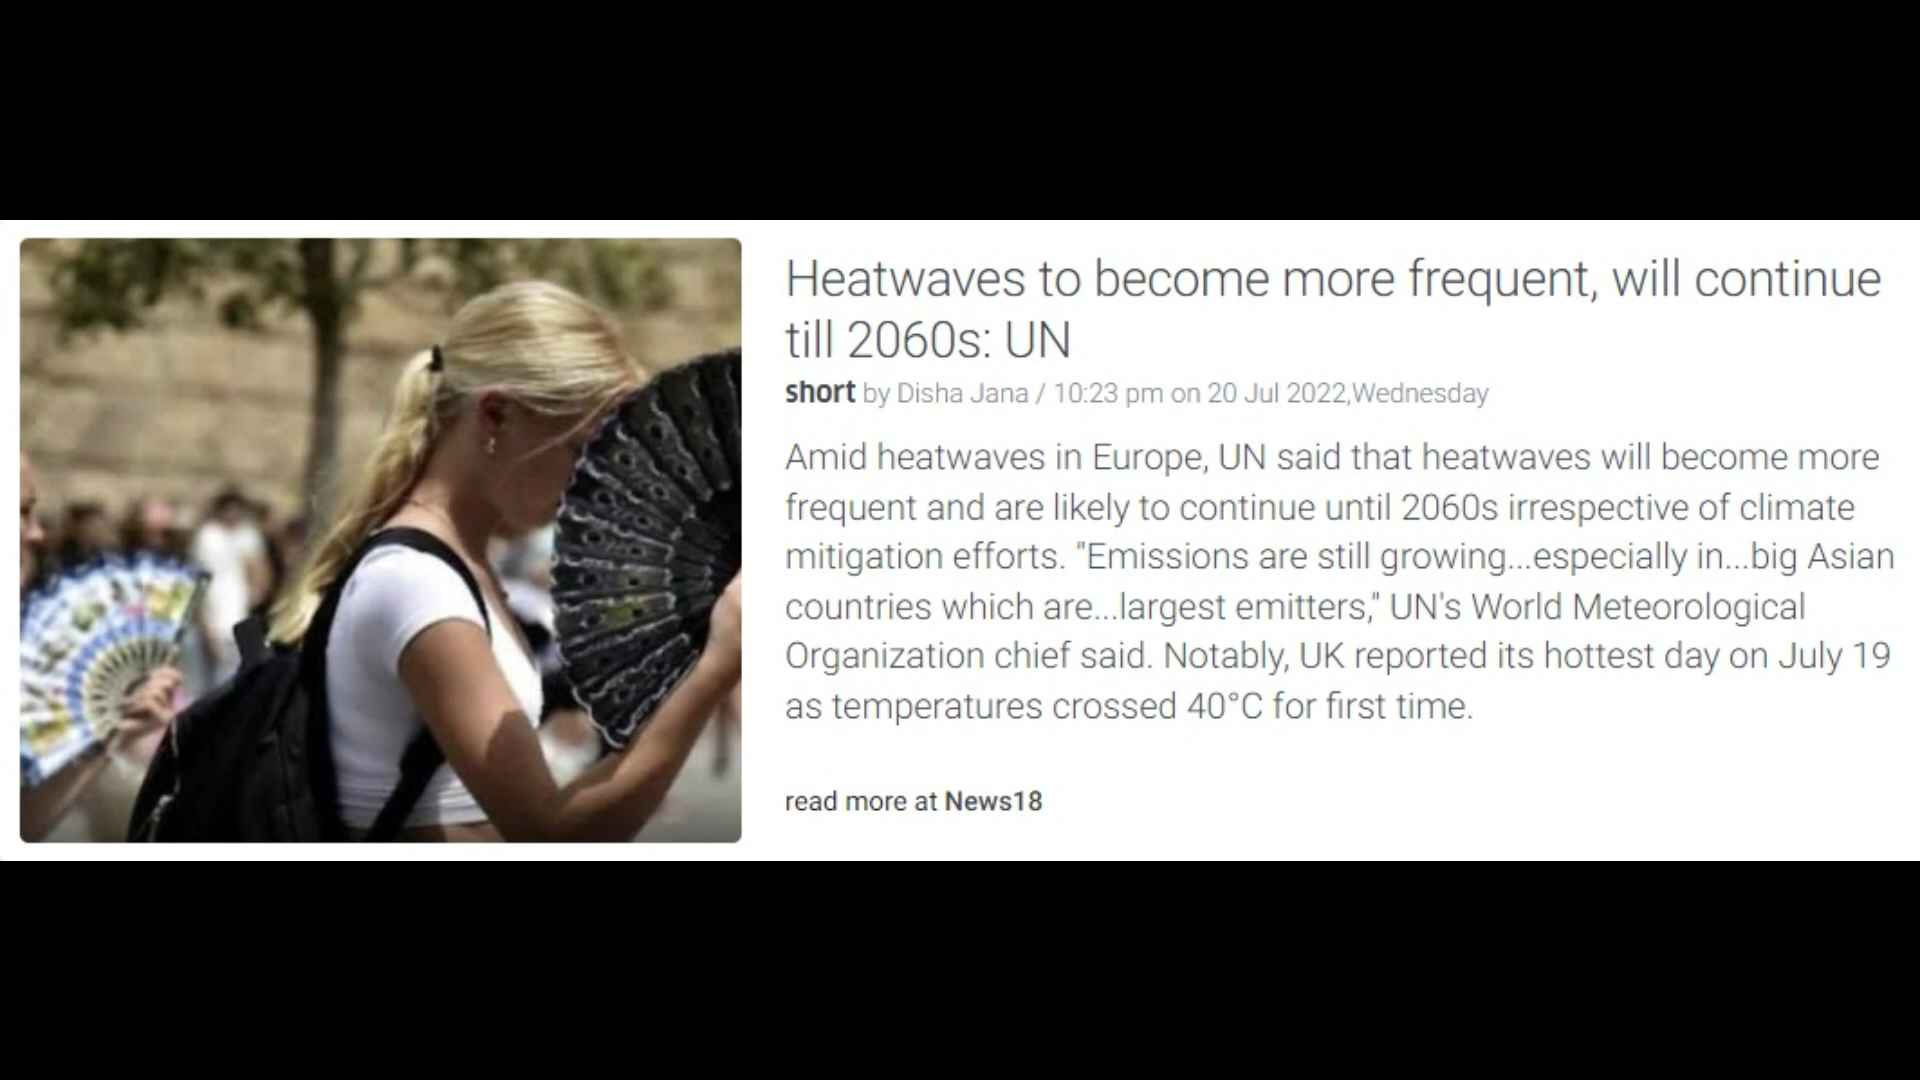 Heatwaves to become more frequent, will continue
till 2060s: UN
short by Disha Jana / 10:23 pm on 20 Jul 2022,Wednesday
Amid heatwaves in Europe, UN said that heatwaves will become more
frequent and are likely to continue until 2060s irrespective of climate
mitigation efforts. "Emissions are still growing...especially in...big Asian
countries which are...largest emitters," UN's World Meteorological
Organization chief said. Notably, UK reported its hottest day on July 19
as temperatures crossed 40°C for first time.
read more at News18